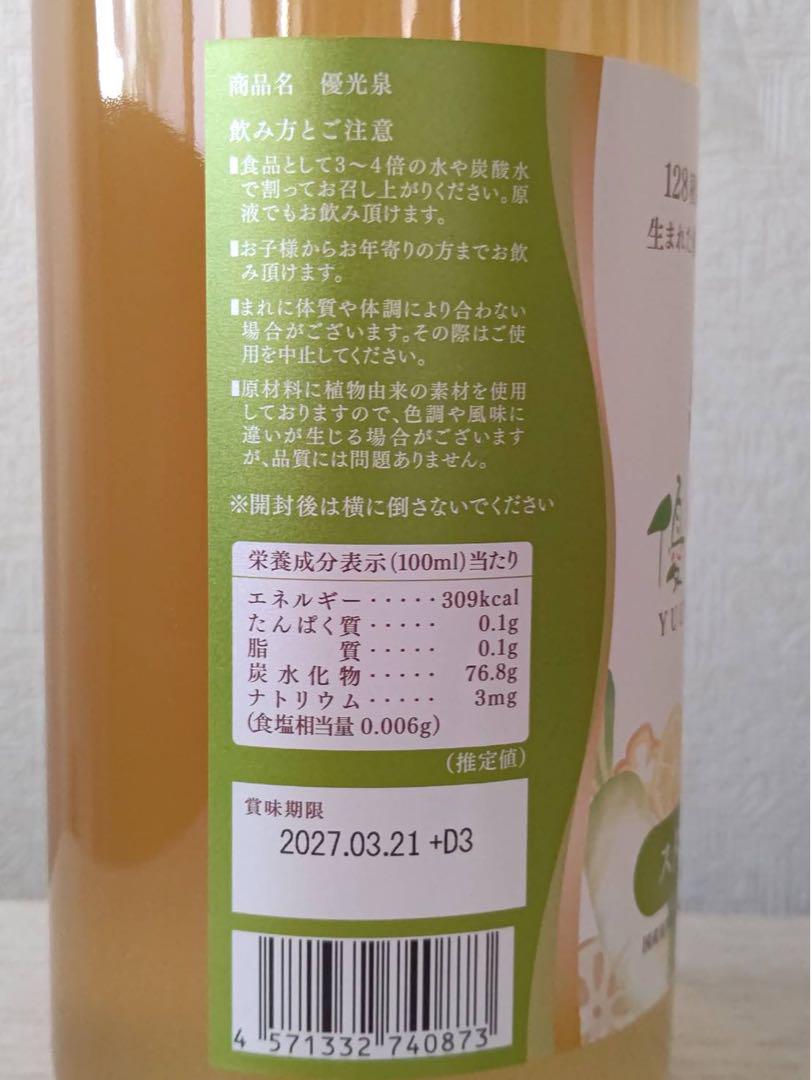 商品名　優光泉
飲み方とご注意
■食品として3〜4倍の水や炭酸水
で割ってお召し上がりください。原
液でもお飲み頂けます。
■お子様からお年寄りの方までお飲
み頂けます。
■まれに体質や体調により合わない
場合がございます。その際はご使
用を中止してください。
■原材料に植物由来の素材を使用
しておりますので、色調や風味に
違いが生じる場合がございます
が、品質には問題ありません。
※開封後は横に倒さないでください
栄養成分表示(100ml)当たり
エネルギー・・・・・309kcal
たんぱく質・・・・・0.1g
脂質・・・・・0.1g
炭水化物・・・・・76.8g
ナトリウム・・・・・3mg
(食塩相当量 0.006g)
(推定値)
賞味期限
2027.03.21 +D3
4 571332 740873
128
生まれた
優
YU